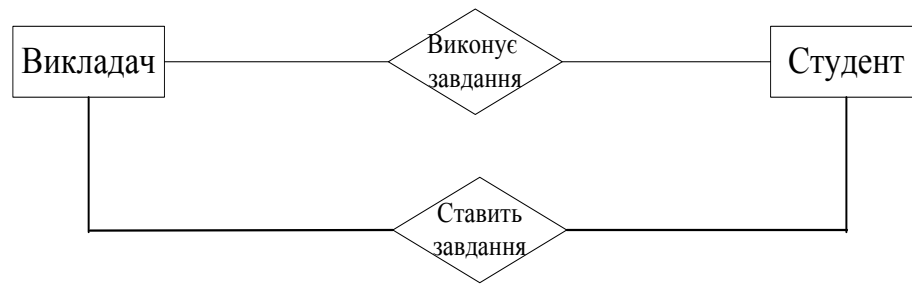 Викладач
Виконує
завдання
Студент
Ставить
завдання